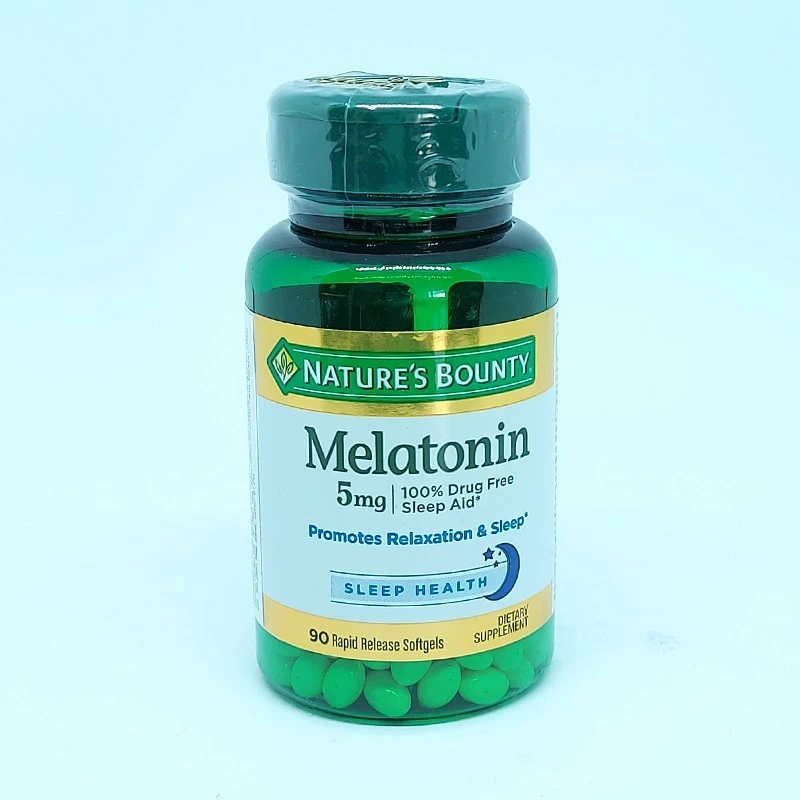 NATURE'S BOUNTY
Melatonin
5mg
100% Drug Free
Sleep Aid*
Promotes Relaxation & Sleep*
SLEEP HEALTH
90 Rapid Release Softgels
DIETARY
SUPPLEMENT